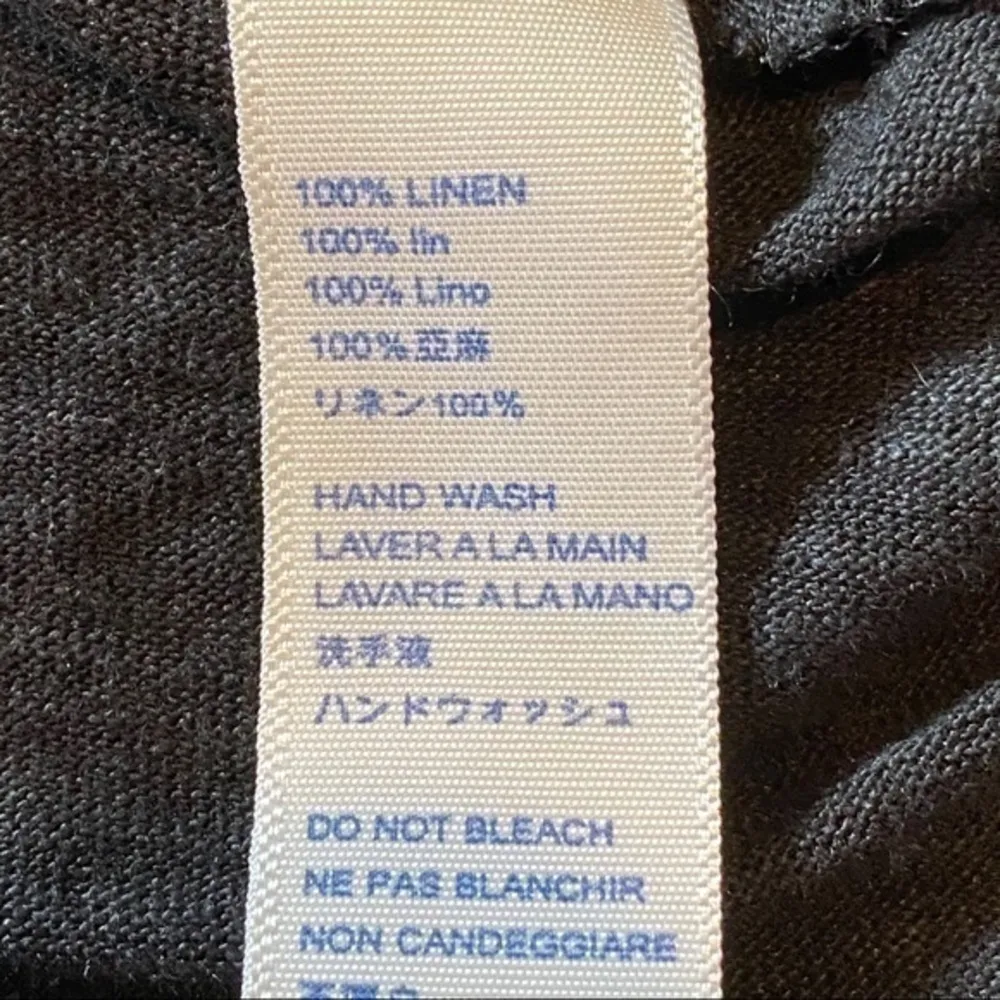 100% LINEN
100% lin
100% Lino
100%亞麻
リネン100%
HAND WASH
LAVER A LA MAIN
LAVARE A LA MANO
洗手液
ハンドウォッシュ
DO NOT BLEACH
NE PAS BLANCHIR
NON CANDEGGIARE